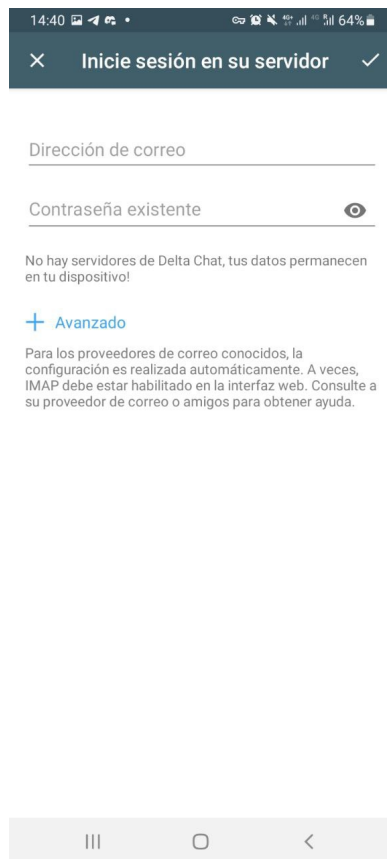 14:40 64%
Inicie sesión en su servidor
Dirección de correo
Contraseña existente
No hay servidores de Delta Chat, tus datos permanecen
en tu dispositivo!
Avanzado
Para los proveedores de correo conocidos, la
configuración es realizada automáticamente. A veces,
IMAP debe estar habilitado en la interfaz web. Consulte a
su proveedor de correo o amigos para obtener ayuda.